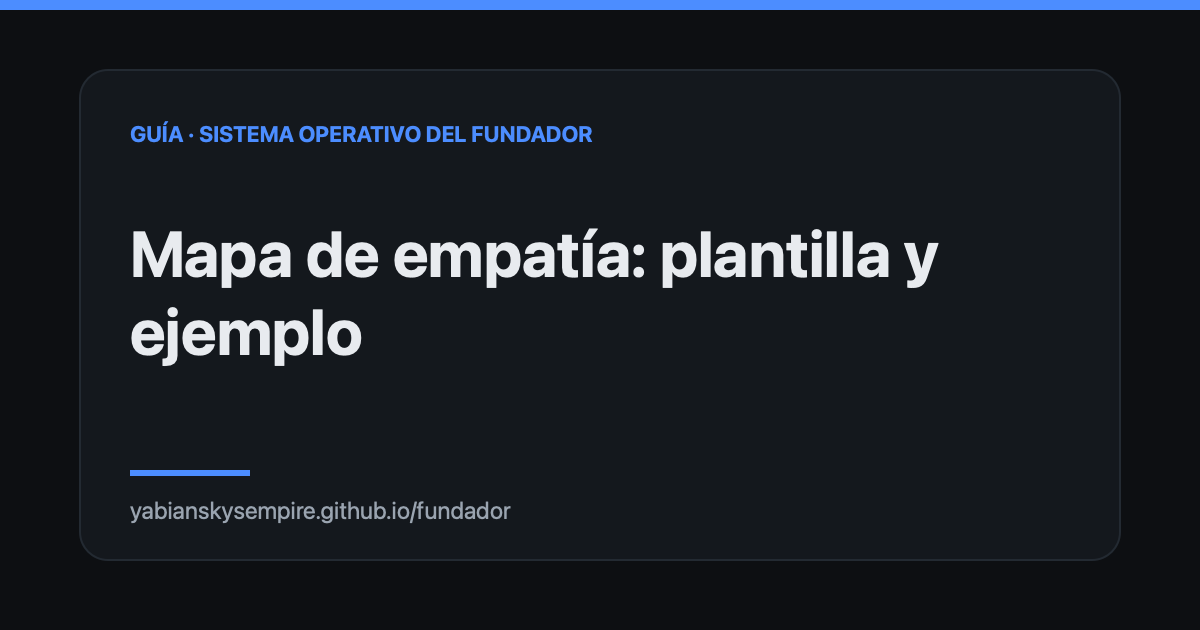 GUÍA · SISTEMA OPERATIVO DEL FUNDADOR
Mapa de empatía: plantilla y
ejemplo
yabianskysempire.github.io/fundador